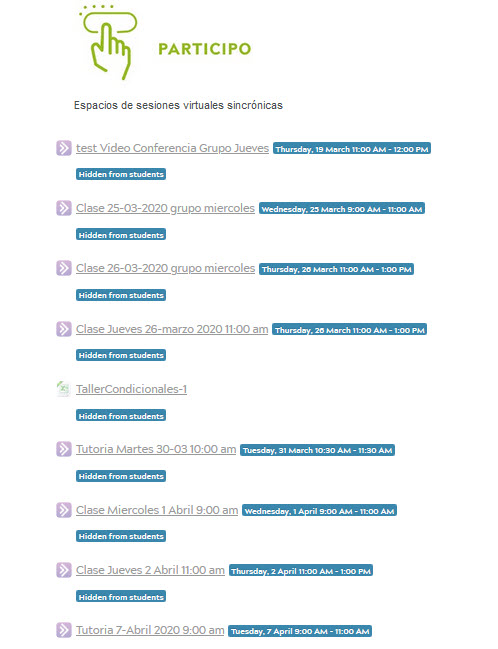 PARTICIPO
Espacios de sesiones virtuales sincrónicas
test Video Conferencia Grupo Jueves Thursday, 19 March 11:00 AM - 12:00 PM
Hidden from students
Clase 25-03-2020 grupo miercoles Wednesday, 25 March 9:00 AM - 11:00 AM
Hidden from students
Clase 26-03-2020 grupo miercoles Thursday, 26 March 11:00 AM - 1:00 PM
Hidden from students
Clase Jueves 26-marzo 2020 11:00 am Thursday, 26 March 11:00 AM - 1:00 PM
Hidden from students
TallerCondicionales-1
Hidden from students
Tutoria Martes 30-03 10:00 am Tuesday, 31 March 10:30 AM - 11:30 AM
Hidden from students
Clase Miercoles 1 Abril 9:00 am Wednesday, 1 April 9:00 AM - 11:00 AM
Hidden from students
Clase Jueves 2 Abril 11:00 am Thursday, 2 April 11:00 AM - 1:00 PM
Hidden from students
Tutoria 7-Abril 2020 9:00 am Tuesday, 7 April 9:00 AM - 11:00 AM